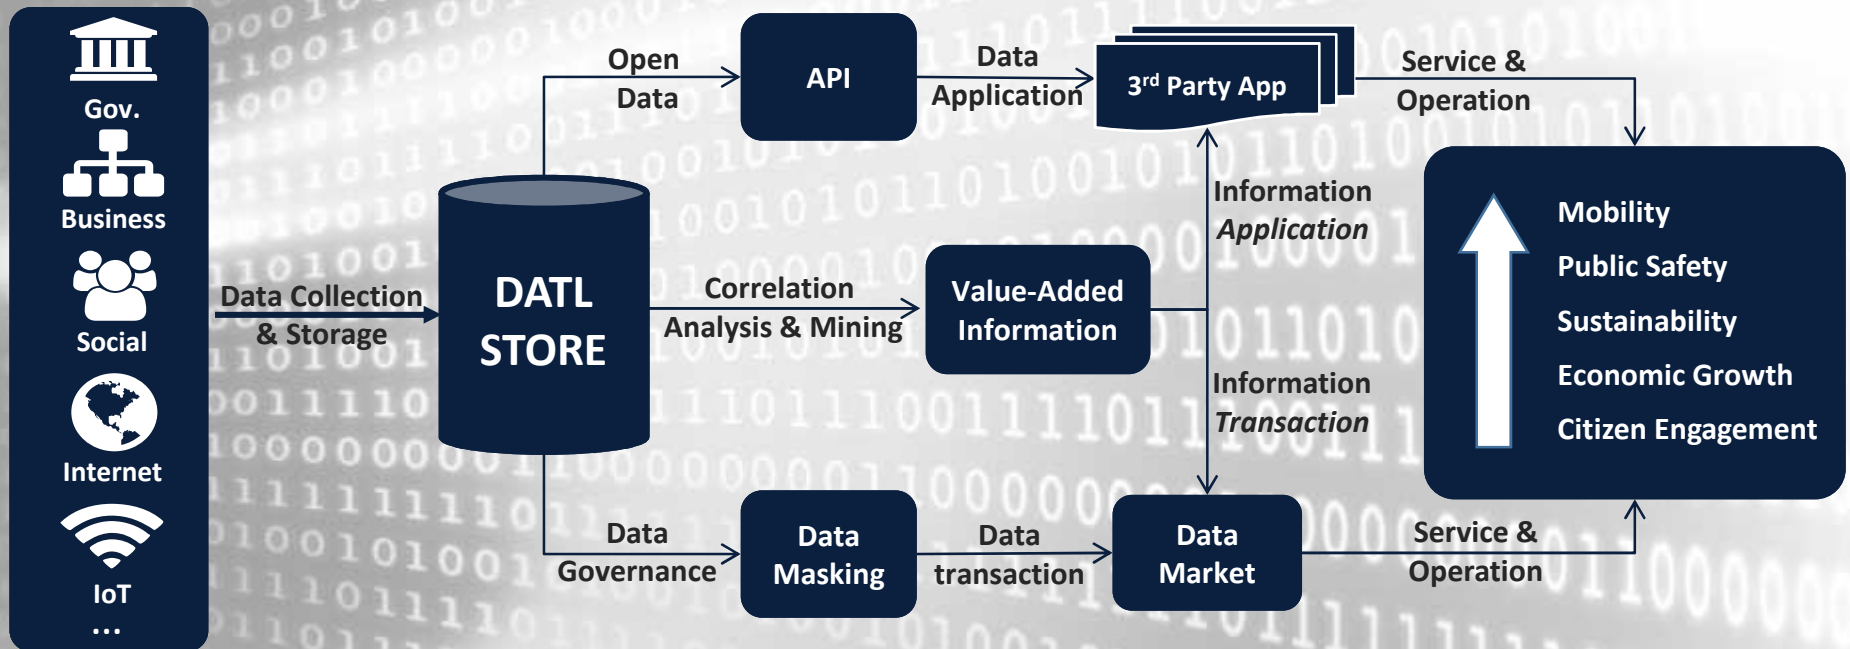 Gov.
Business
Social
Internet
IoT
...
Data Collection
& Storage
DATL
STORE
Open
Data
API
Data
Application
3rd Party App
Service &
Operation
Correlation
Analysis & Mining
Value-Added
Information
Information
Application
Information
Transaction
Data
Governance
Data
Masking
Data
transaction
Data
Market
Service &
Operation
Mobility
Public Safety
Sustainability
Economic Growth
Citizen Engagement